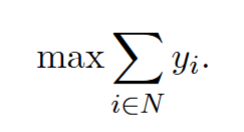 max ∑_{i∈N} y_i.